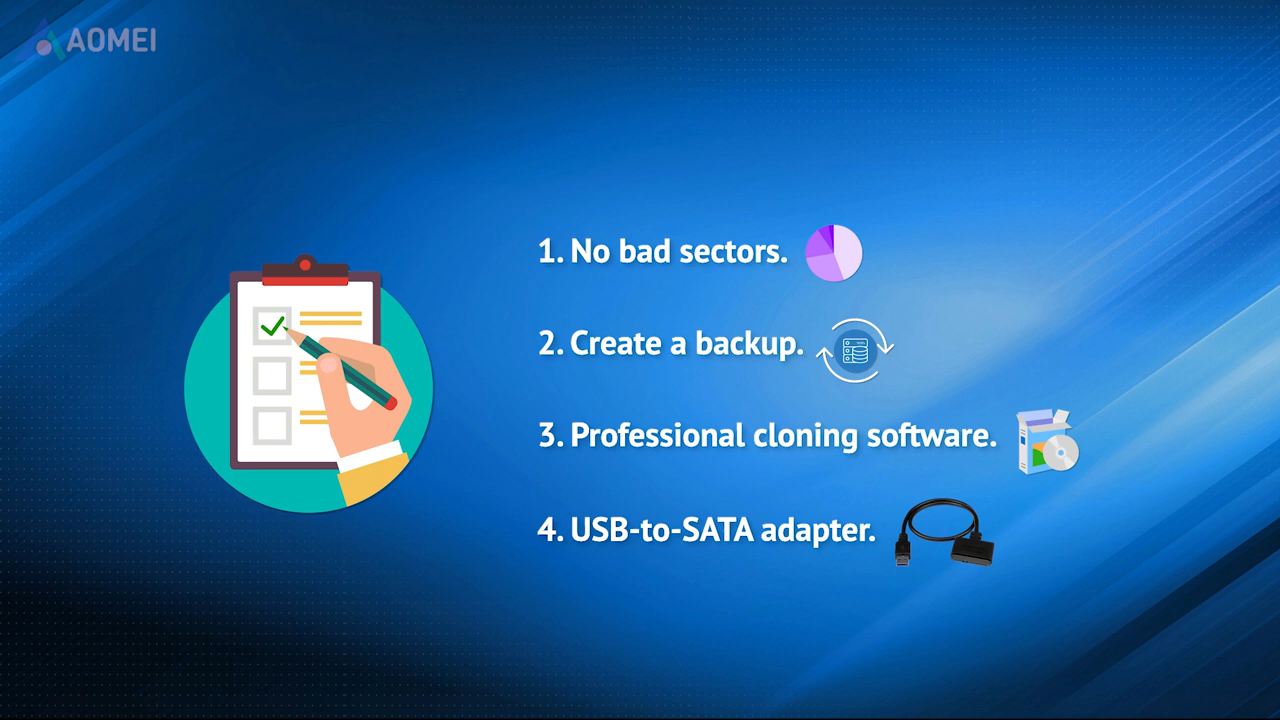 AOMEI
1. No bad sectors.
2. Create a backup.
3. Professional cloning software.
4. USB-to-SATA adapter.